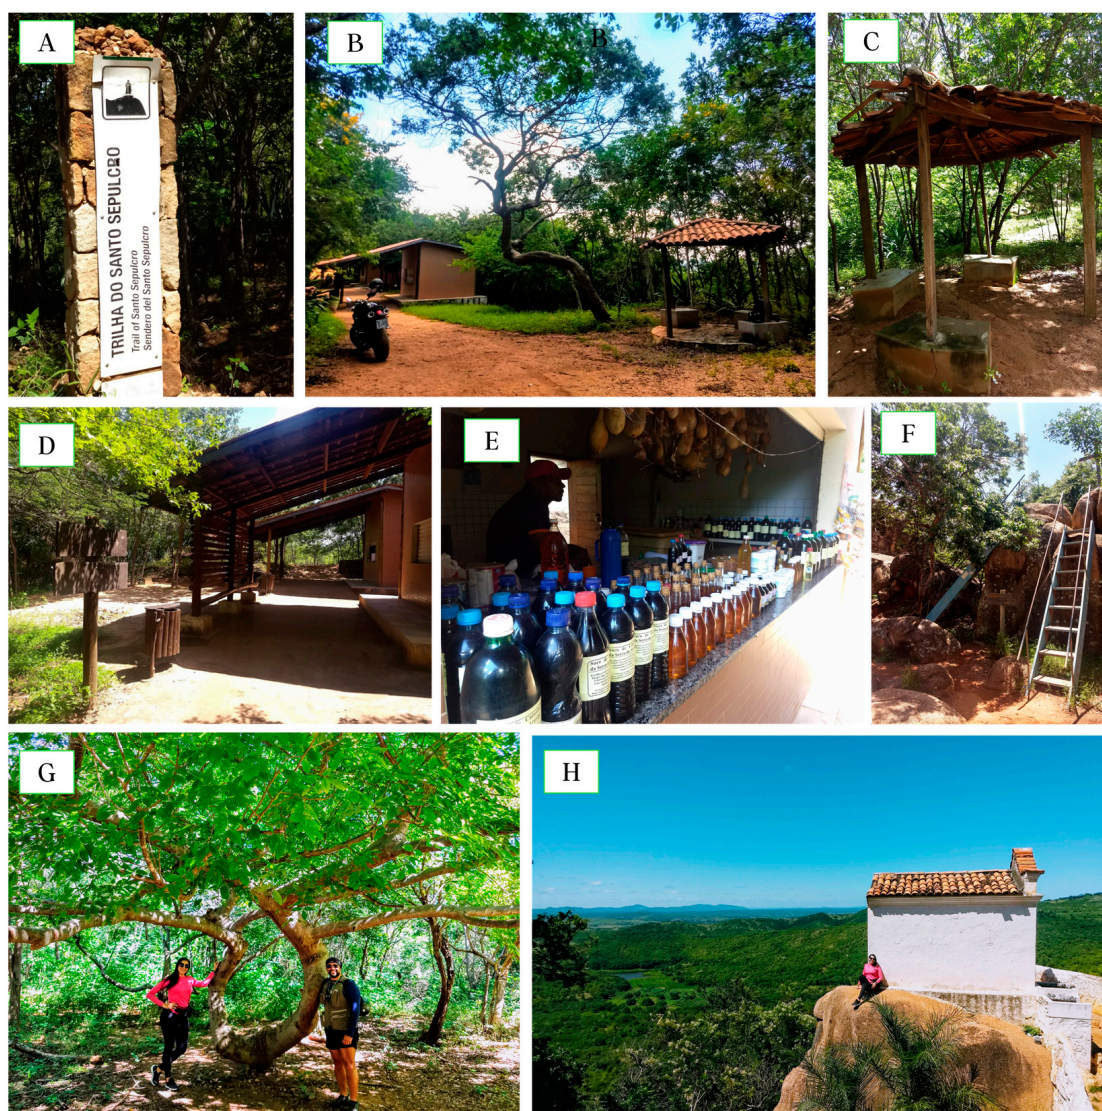 A
TRILHA DO SANTO SEPULCRO
Trail of Santo Sepulcro
Sendero del Santo Sepulcro
B
B
C
D
E
F
G
H